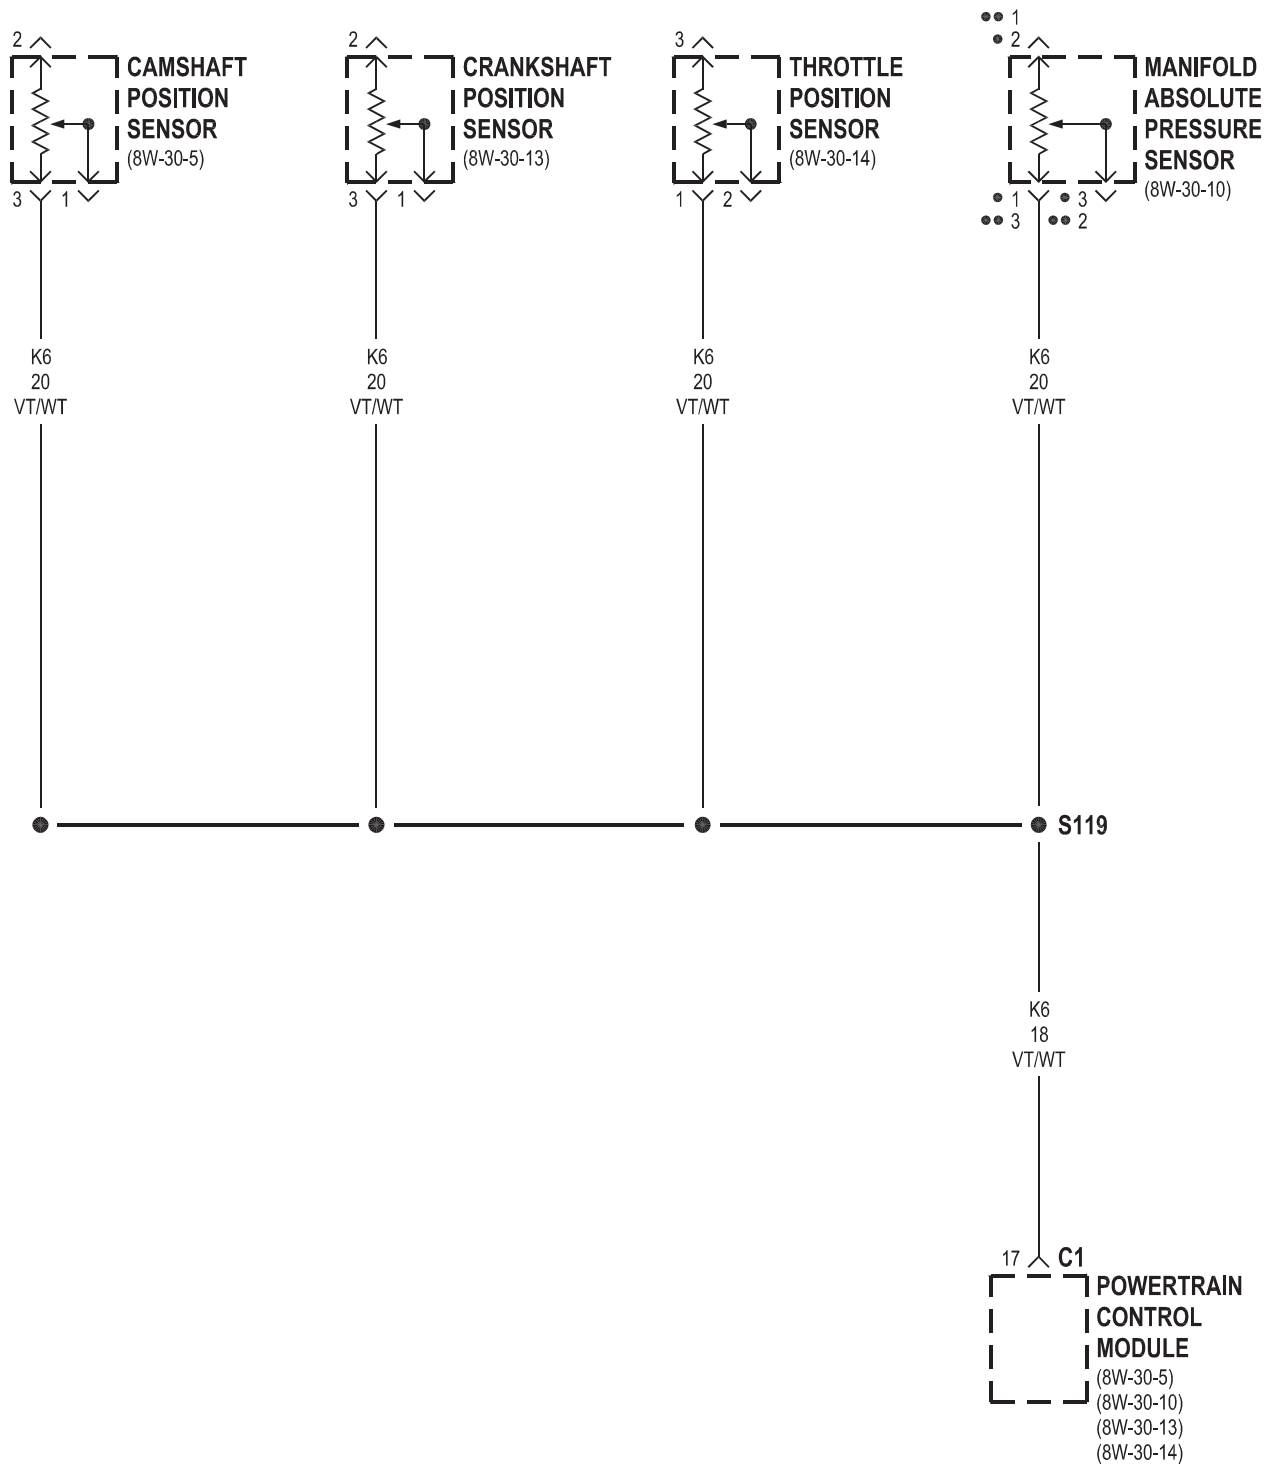 2
CAMSHAFT
POSITION
SENSOR
(8W-30-5)
3 1
2
CRANKSHAFT
POSITION
SENSOR
(8W-30-13)
3 1
3
THROTTLE
POSITION
SENSOR
(8W-30-14)
1 2
•• 1
• 2
MANIFOLD
ABSOLUTE
PRESSURE
SENSOR
(8W-30-10)
• 1 • 3
•• 3 •• 2
K6
20
VT/WT
K6
20
VT/WT
K6
20
VT/WT
K6
20
VT/WT
S119
K6
18
VT/WT
17 C1
POWERTRAIN
CONTROL
MODULE
(8W-30-5)
(8W-30-10)
(8W-30-13)
(8W-30-14)